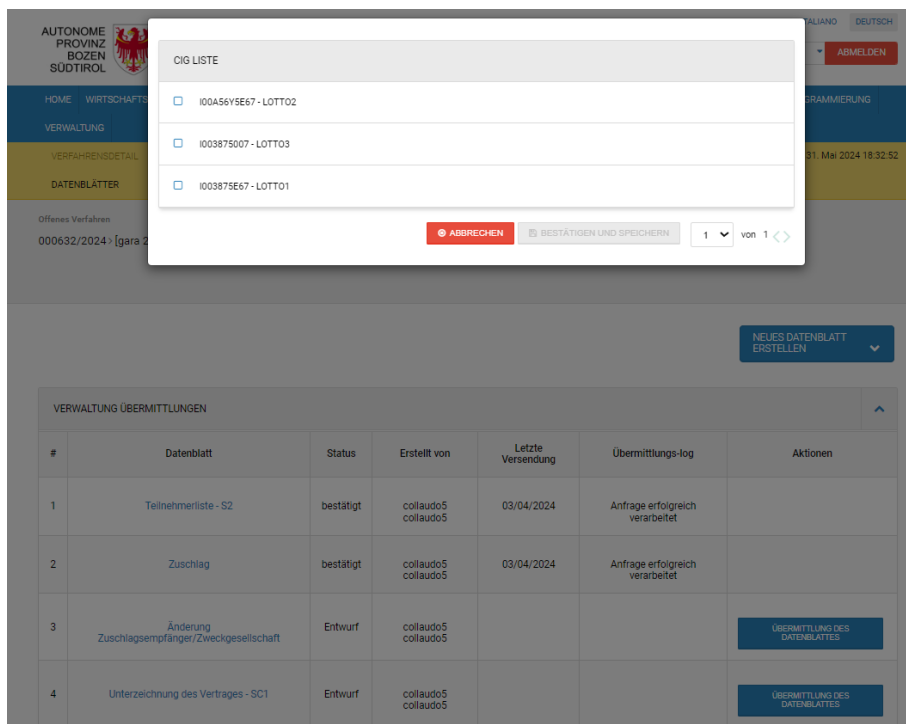 AUTONOME
PROVINZ
BOZEN
SÜDTIROL
TALIANO DEUTSCH
ABMELDEN
CIG LISTE
I00A56Y5E67 - LOTTO2
I003875007 - LOTTO3
I003875E67 - LOTTO1
ABBRECHEN BESTÄTIGEN UND SPEICHERN 1 von 1
HOME WIRTSCHAFTS
GRAMMIERUNG
VERWALTUNG
VERFAHRENSDETAIL
31. Mai 2024 18:32:52
DATENBLÄTTER
Offenes Verfahren
000632/2024 > [gara 2
NEUES DATENBLATT
ERSTELLEN
VERWALTUNG ÜBERMITTLUNGEN
# Datenblatt Status Erstellt von Letzte Versendung Übermittlungs-log Aktionen
1 Teilnehmerliste - S2 bestätigt collaudo5 collaudo5 03/04/2024 Anfrage erfolgreich verarbeitet
2 Zuschlag bestätigt collaudo5 collaudo5 03/04/2024 Anfrage erfolgreich verarbeitet
3 Änderung Zuschlagsempfänger/Zweckgesellschaft Entwurf collaudo5 collaudo5 ÜBERMITTLUNG DES DATENBLATTES
4 Unterzeichnung des Vertrages - SC1 Entwurf collaudo5 collaudo5 ÜBERMITTLUNG DES DATENBLATTES